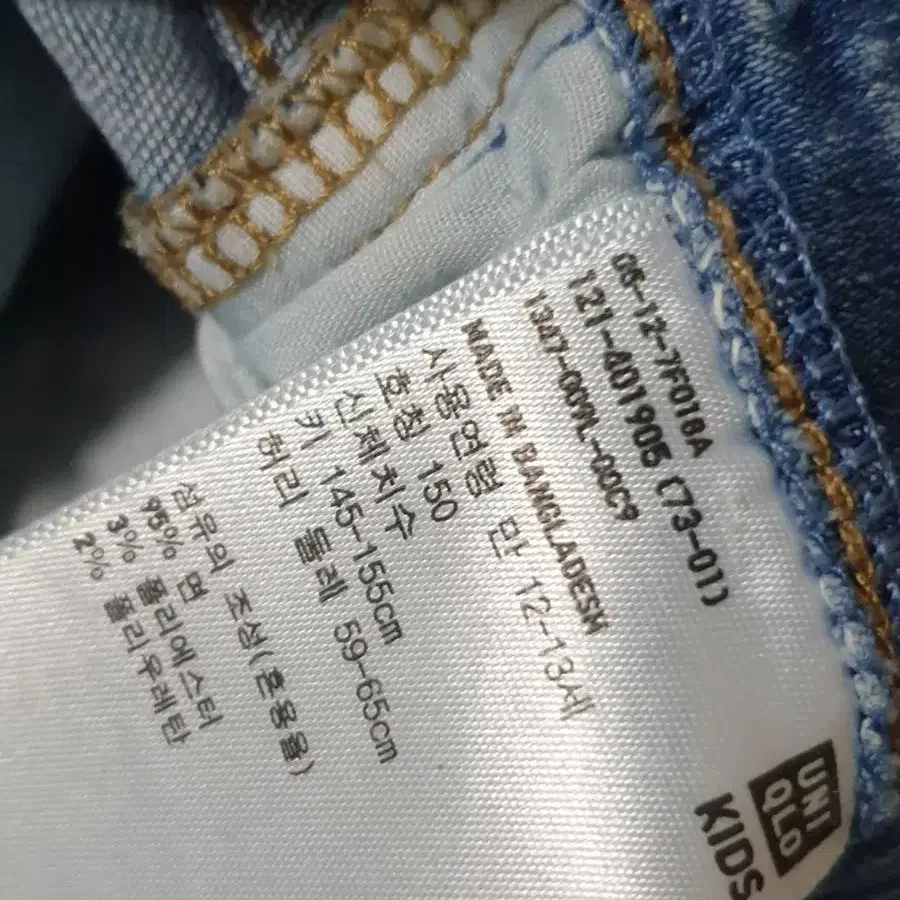 UNI
QLO
KIDS
06-12-7F018A
121-401905 (73-01)
1347-009L-00C9
MADE IN BANGLADESH
사용연령 만 12-13세
호칭 150
신체치수
키 145-155cm
허리 둘레 59-65cm
섬유의 조성(혼용율)
95% 면
3% 폴리에스터
2% 폴리우레탄